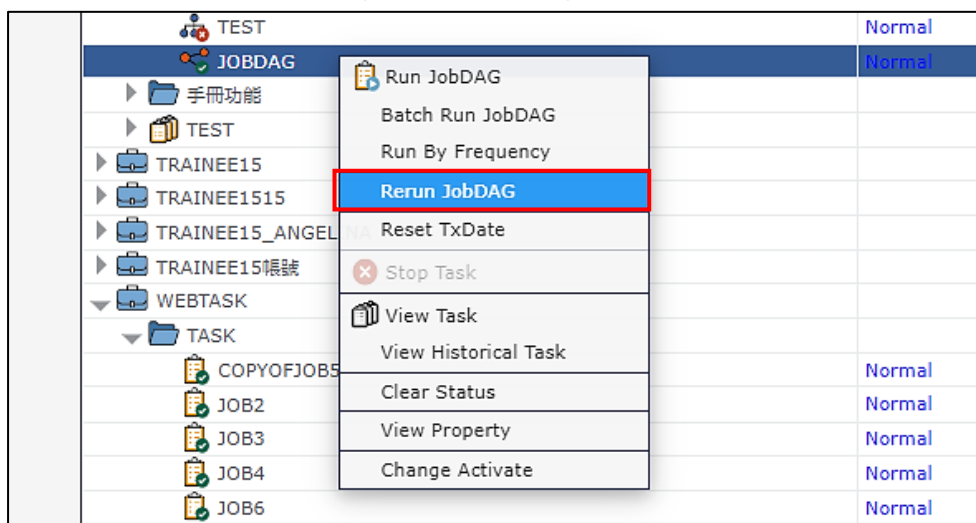 TEST Normal
JOBDAG Normal
Run JobDAG
手冊功能
Batch Run JobDAG
TEST
Run By Frequency
TRAINEE15
Rerun JobDAG
TRAINEE1515
TRAINEE15_ANGELINA
Reset TxDate
TRAINEE15帳號
Stop Task
WEBTASK
View Task
TASK
View Historical Task
COPYOFJOB5 Normal
Clear Status
JOB2 Normal
View Property
JOB3 Normal
Change Activate
JOB4 Normal
JOB6 Normal